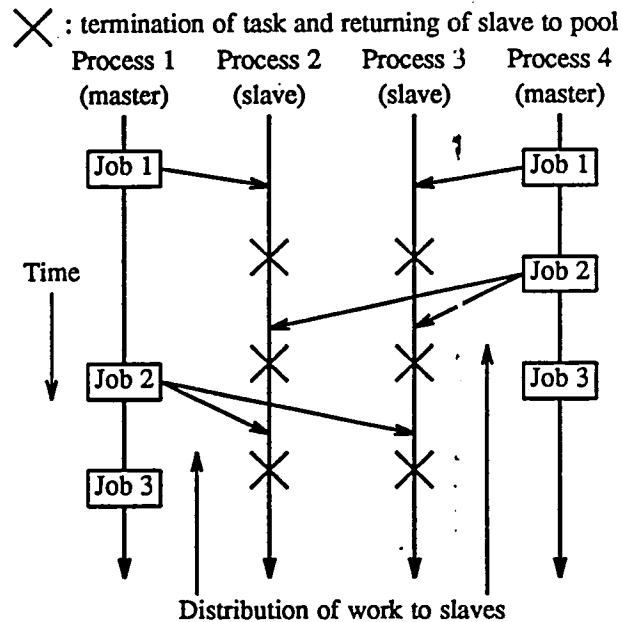 X : termination of task and returning of slave to pool
Process 1 Process 2 Process 3 Process 4
(master) (slave) (slave) (master)
Job 1 Job 1
Time
Job 2
Job 2
Job 3
Job 3
Distribution of work to slaves